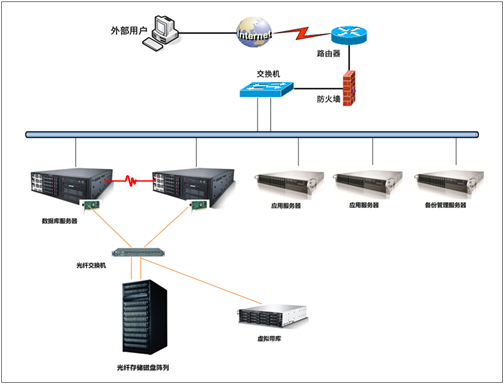 外部用户
Internet
路由器
交换机
防火墙
数据库服务器
应用服务器
应用服务器
备份管理服务器
光纤交换机
虚拟带库
光纤存储磁盘阵列